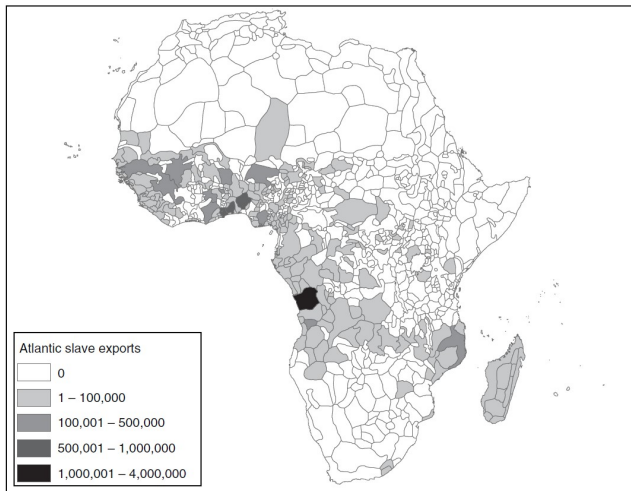 Atlantic slave exports
0
1 – 100,000
100,001 – 500,000
500,001 – 1,000,000
1,000,001 – 4,000,000